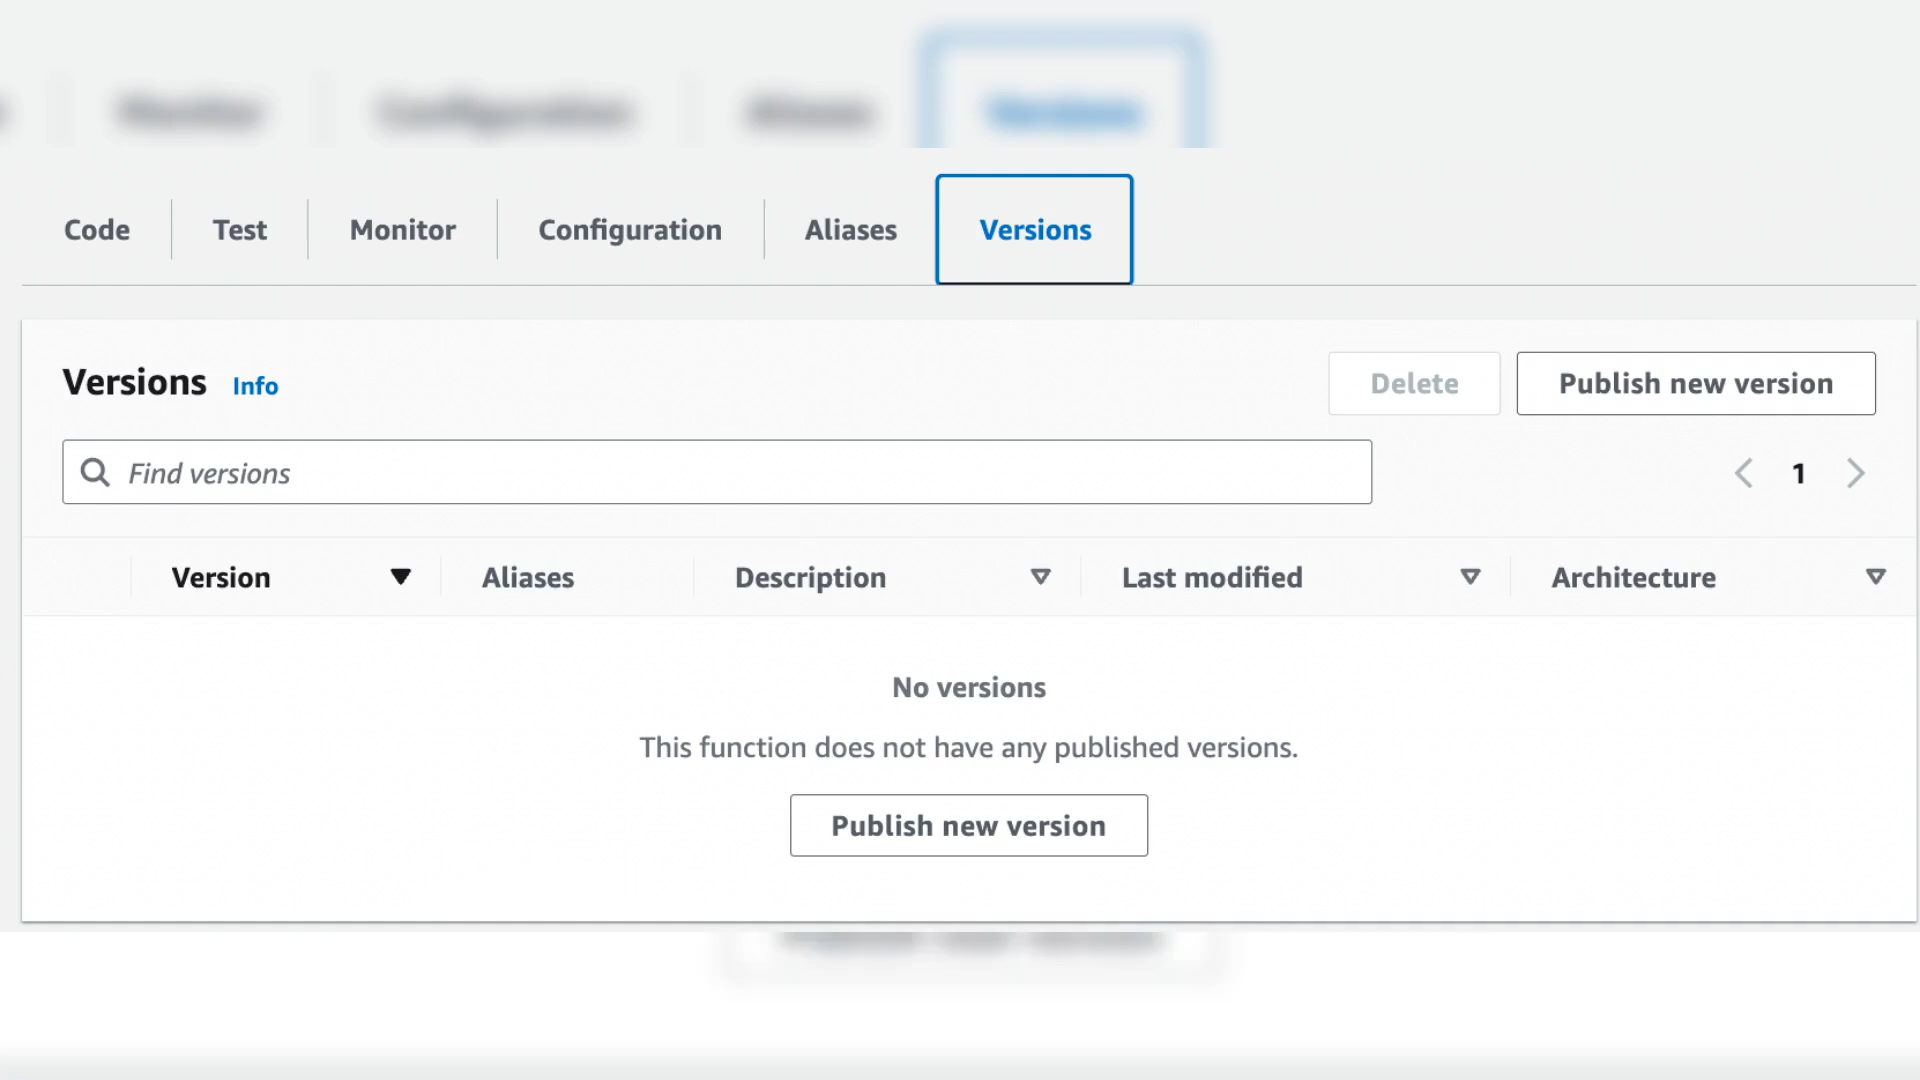 Code Test Monitor Configuration Aliases Versions
Versions Info Delete Publish new version
Find versions 1
Version Aliases Description Last modified Architecture
No versions
This function does not have any published versions.
Publish new version